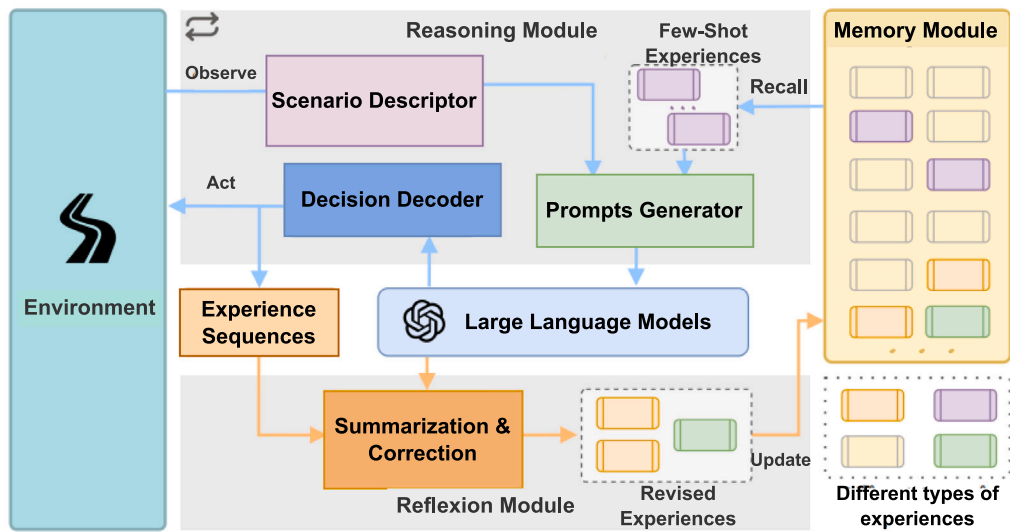 Reasoning Module
Few-Shot
Experiences
Memory Module
Observe
Scenario Descriptor
Recall
Act
Decision Decoder
Prompts Generator
Environment
Experience
Sequences
Large Language Models
Summarization &
Correction
Update
Reflexion Module
Revised
Experiences
Different types of
experiences